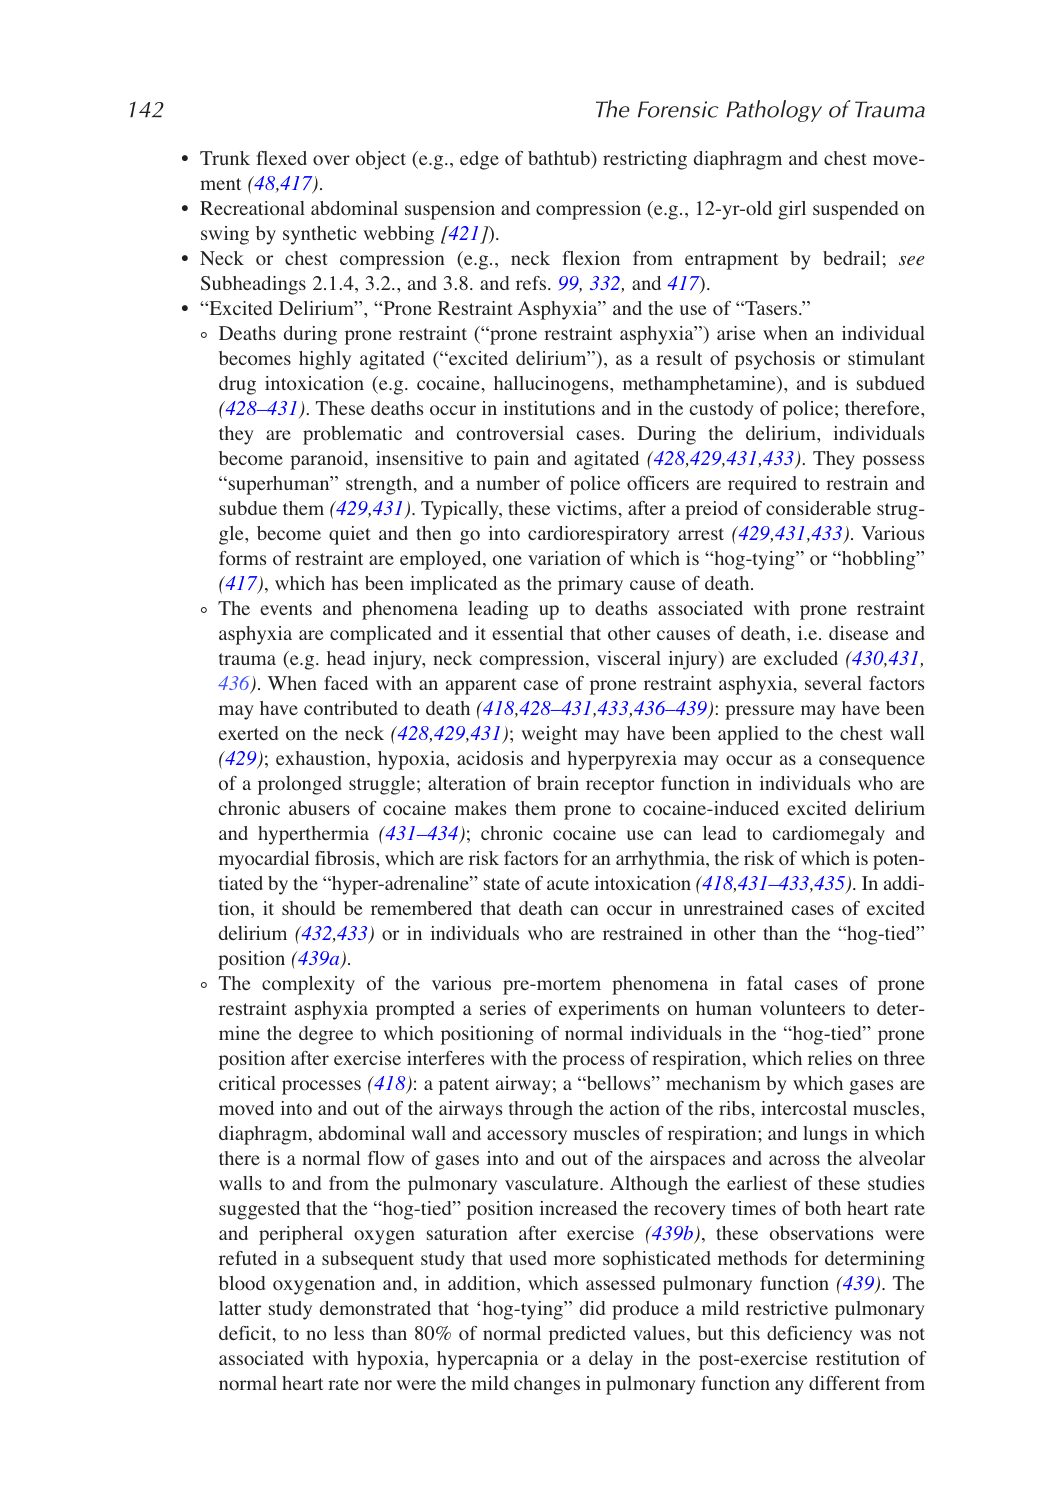 142 The Forensic Pathology of Trauma
• Trunk flexed over object (e.g., edge of bathtub) restricting diaphragm and chest move-
ment (48,417).
• Recreational abdominal suspension and compression (e.g., 12-yr-old girl suspended on
swing by synthetic webbing [421]).
• Neck or chest compression (e.g., neck flexion from entrapment by bedrail; see
Subheadings 2.1.4, 3.2., and 3.8. and refs. 99, 332, and 417).
• “Excited Delirium”, “Prone Restraint Asphyxia” and the use of “Tasers.”
◦ Deaths during prone restraint (“prone restraint asphyxia”) arise when an individual
becomes highly agitated (“excited delirium”), as a result of psychosis or stimulant
drug intoxication (e.g. cocaine, hallucinogens, methamphetamine), and is subdued
(428–431). These deaths occur in institutions and in the custody of police; therefore,
they are problematic and controversial cases. During the delirium, individuals
become paranoid, insensitive to pain and agitated (428,429,431,433). They possess
“superhuman” strength, and a number of police officers are required to restrain and
subdue them (429,431). Typically, these victims, after a preiod of considerable strug-
gle, become quiet and then go into cardiorespiratory arrest (429,431,433). Various
forms of restraint are employed, one variation of which is “hog-tying” or “hobbling”
(417), which has been implicated as the primary cause of death.
◦ The events and phenomena leading up to deaths associated with prone restraint
asphyxia are complicated and it essential that other causes of death, i.e. disease and
trauma (e.g. head injury, neck compression, visceral injury) are excluded (430,431,
436). When faced with an apparent case of prone restraint asphyxia, several factors
may have contributed to death (418,428–431,433,436–439): pressure may have been
exerted on the neck (428,429,431); weight may have been applied to the chest wall
(429); exhaustion, hypoxia, acidosis and hyperpyrexia may occur as a consequence
of a prolonged struggle; alteration of brain receptor function in individuals who are
chronic abusers of cocaine makes them prone to cocaine-induced excited delirium
and hyperthermia (431–434); chronic cocaine use can lead to cardiomegaly and
myocardial fibrosis, which are risk factors for an arrhythmia, the risk of which is poten-
tiated by the “hyper-adrenaline” state of acute intoxication (418,431–433,435). In addi-
tion, it should be remembered that death can occur in unrestrained cases of excited
delirium (432,433) or in individuals who are restrained in other than the “hog-tied”
position (439a).
◦ The complexity of the various pre-mortem phenomena in fatal cases of prone
restraint asphyxia prompted a series of experiments on human volunteers to deter-
mine the degree to which positioning of normal individuals in the “hog-tied” prone
position after exercise interferes with the process of respiration, which relies on three
critical processes (418): a patent airway; a “bellows” mechanism by which gases are
moved into and out of the airways through the action of the ribs, intercostal muscles,
diaphragm, abdominal wall and accessory muscles of respiration; and lungs in which
there is a normal flow of gases into and out of the airspaces and across the alveolar
walls to and from the pulmonary vasculature. Although the earliest of these studies
suggested that the “hog-tied” position increased the recovery times of both heart rate
and peripheral oxygen saturation after exercise (439b), these observations were
refuted in a subsequent study that used more sophisticated methods for determining
blood oxygenation and, in addition, which assessed pulmonary function (439). The
latter study demonstrated that ‘hog-tying” did produce a mild restrictive pulmonary
deficit, to no less than 80% of normal predicted values, but this deficiency was not
associated with hypoxia, hypercapnia or a delay in the post-exercise restitution of
normal heart rate nor were the mild changes in pulmonary function any different from